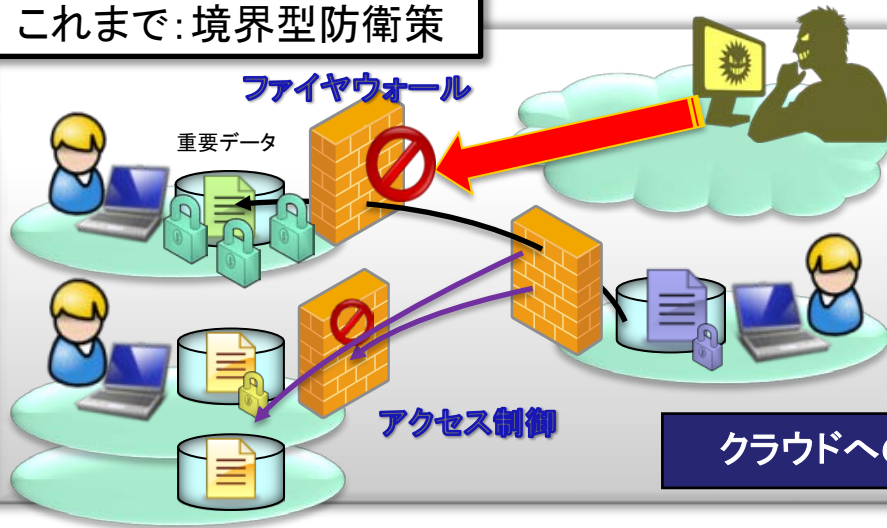 これまで：境界型防衛策
ファイヤウォール
重要データ
アクセス制御
クラウドへの